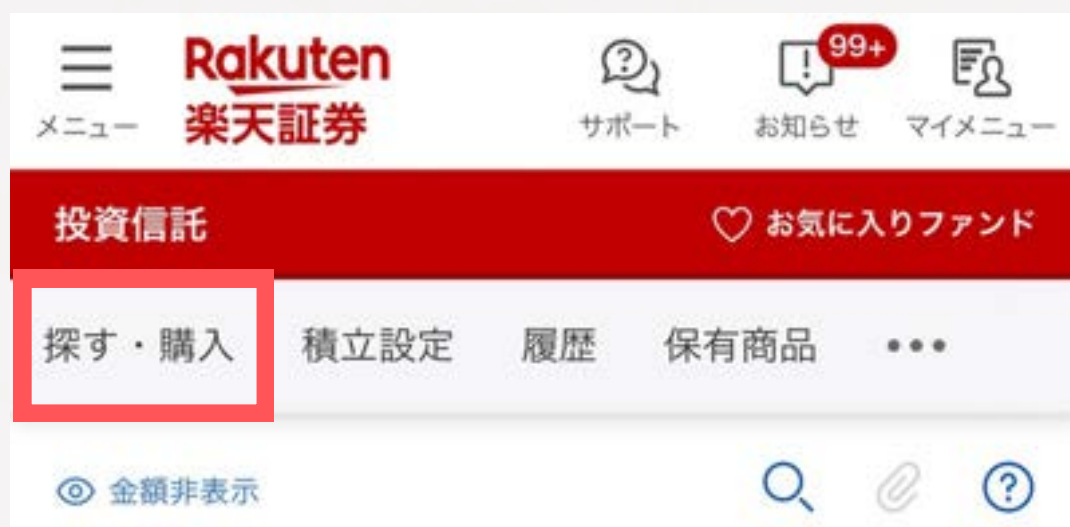 Rakuten
楽天証券
メニュー
サポート
99+
お知らせ
マイメニュー
投資信託
お気に入りファンド
探す・購入 積立設定 履歴 保有商品 •••
金額非表示